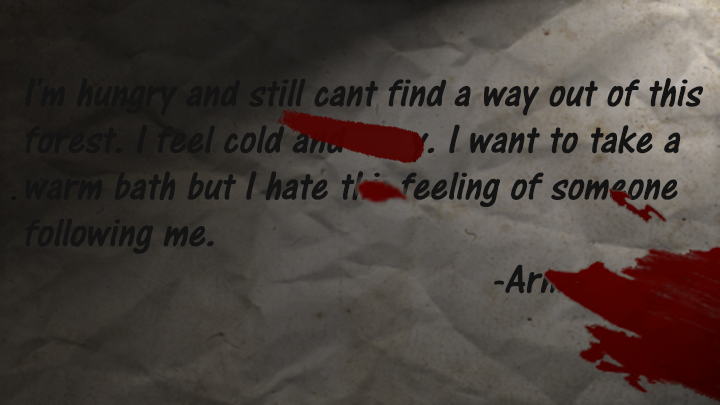 I'm hungry and still cant find a way out of this
forest. I feel cold and . I want to take a
warm bath but I hate this feeling of someone
following me.